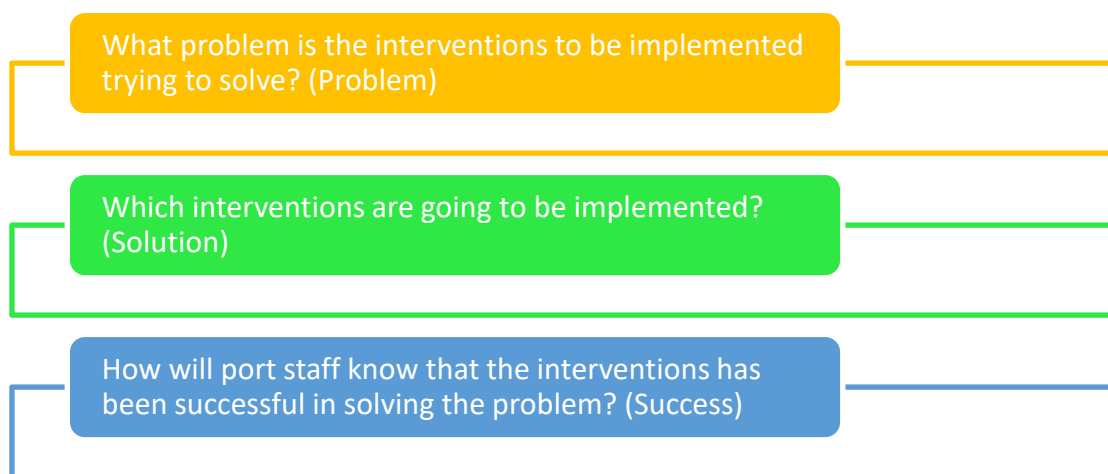 What problem is the interventions to be implemented
trying to solve? (Problem)
Which interventions are going to be implemented?
(Solution)
How will port staff know that the interventions has
been successful in solving the problem? (Success)